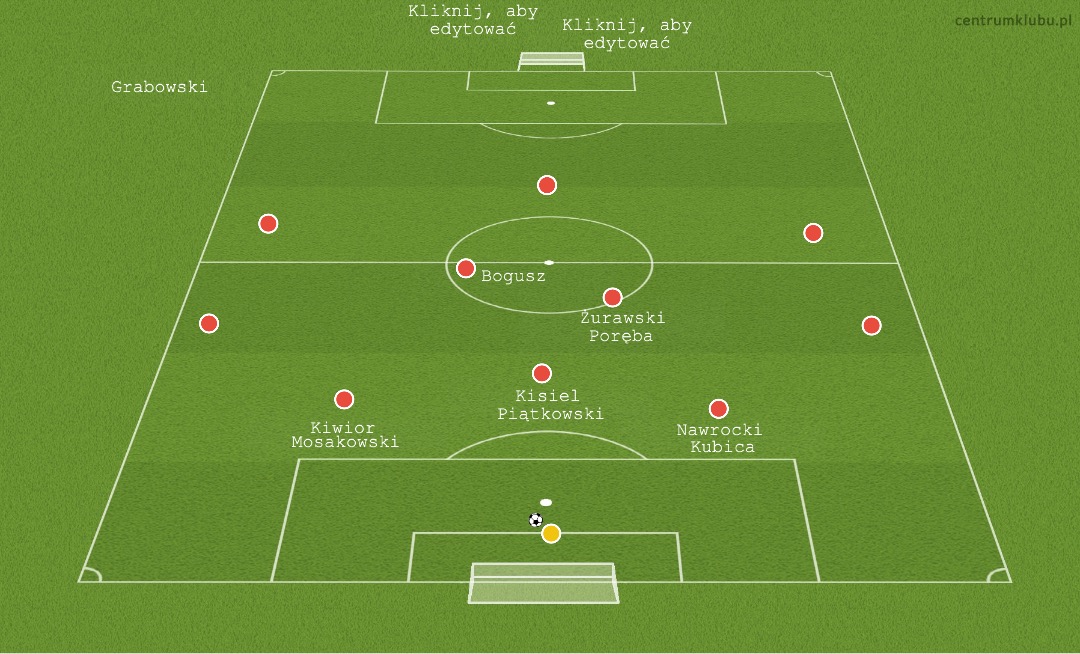 Kliknij, aby
edytować
Kliknij, aby
edytować
centrumklubu.pl
Grabowski
Bogusz
Żurawski
Poręba
Kisiel
Piątkowski
Kiwior
Mosakowski
Nawrocki
Kubica